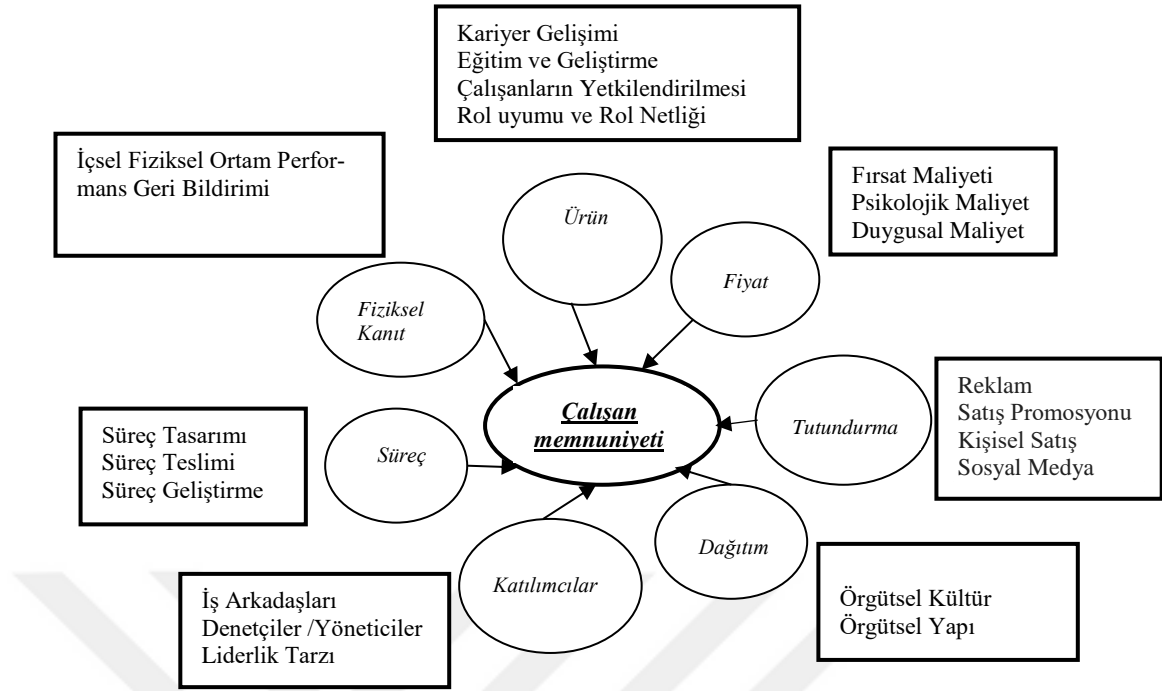 Kariyer Gelişimi
Eğitim ve Geliştirme
Çalışanların Yetkilendirilmesi
Rol uyumu ve Rol Netliği
İçsel Fiziksel Ortam Perfor-
mans Geri Bildirimi
Fırsat Maliyeti
Psikolojik Maliyet
Duygusal Maliyet
Ürün
Fiyat
Fiziksel
Kanıt
Çalışan
memnuniyeti
Tutundurma
Reklam
Satış Promosyonu
Kişisel Satış
Sosyal Medya
Süreç Tasarımı
Süreç Teslimi
Süreç Geliştirme
Süreç
Katılımcılar
Dağıtım
İş Arkadaşları
Denetçiler /Yöneticiler
Liderlik Tarzı
Örgütsel Kültür
Örgütsel Yapı